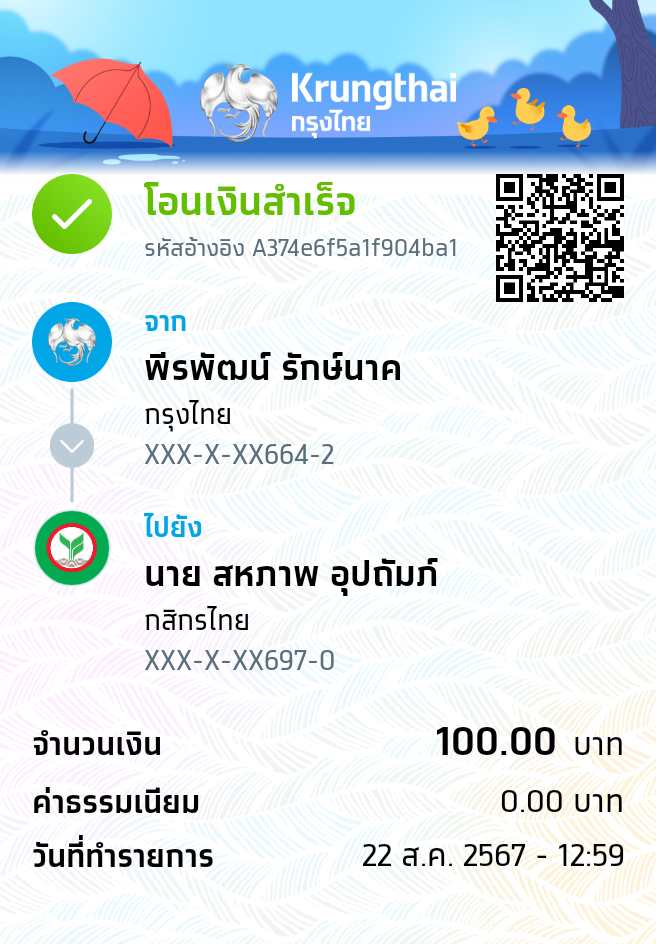 Krungthai
กรุงไทย
โอนเงินสำเร็จ
รหัสอ้างอิง A374e6f5a1f904ba1
จาก
พีรพัฒน์ รักษ์นาค
กรุงไทย
XXX-X-XX664-2
ไปยัง
นาย สหภาพ อุปถัมภ์
กสิกรไทย
XXX-X-XX697-0
จำนวนเงิน 100.00 บาท
ค่าธรรมเนียม 0.00 บาท
วันที่ทำรายการ 22 ส.ค. 2567 - 12:59